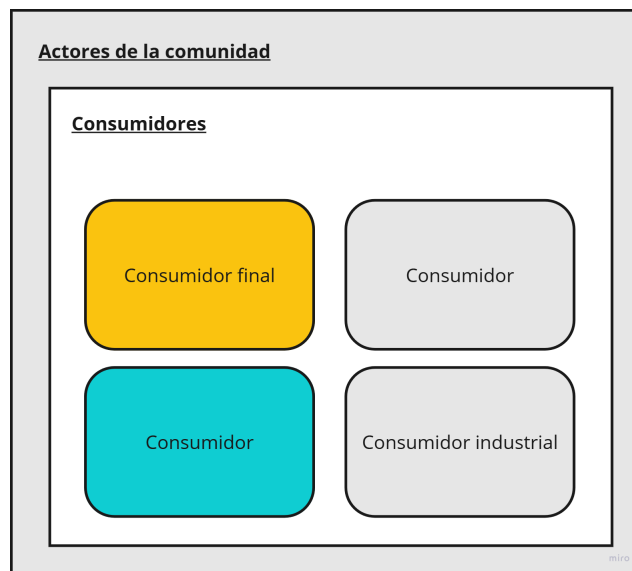 Actores de la comunidad
Consumidores
Consumidor final
Consumidor
Consumidor
Consumidor industrial
miro